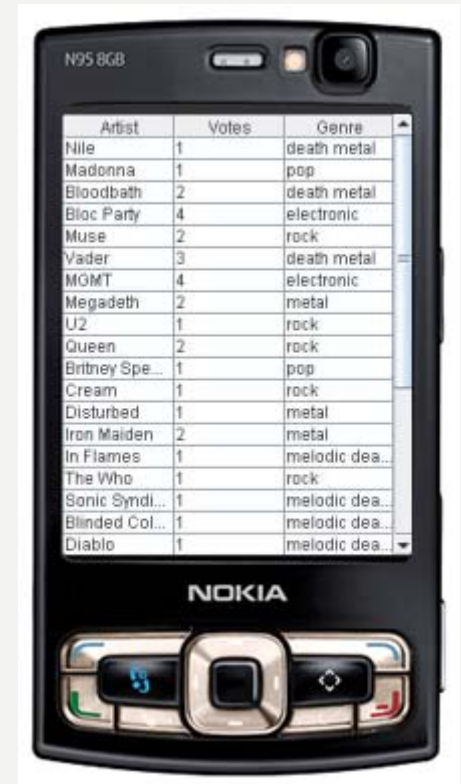 N95 8GB
Artist Votes Genre
Nile 1 death metal
Madonna 1 pop
Bloodbath 2 death metal
Bloc Party 4 electronic
Muse 2 rock
Vader 3 death metal
MGMT 4 electronic
Megadeth 2 metal
U2 1 rock
Queen 2 rock
Britney Spe... 1 pop
Cream 1 rock
Disturbed 1 metal
Iron Maiden 2 metal
In Flames 1 melodic dea...
The Who 1 rock
Sonic Syndi... 1 melodic dea...
Blinded Col... 1 melodic dea...
Diablo 1 melodic dea...
NOKIA